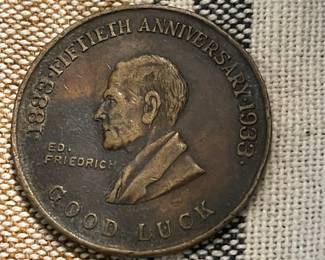 1883·FIFTIETH ANNIVERSARY·1933·
ED.
FRIEDRICH
GOOD LUCK